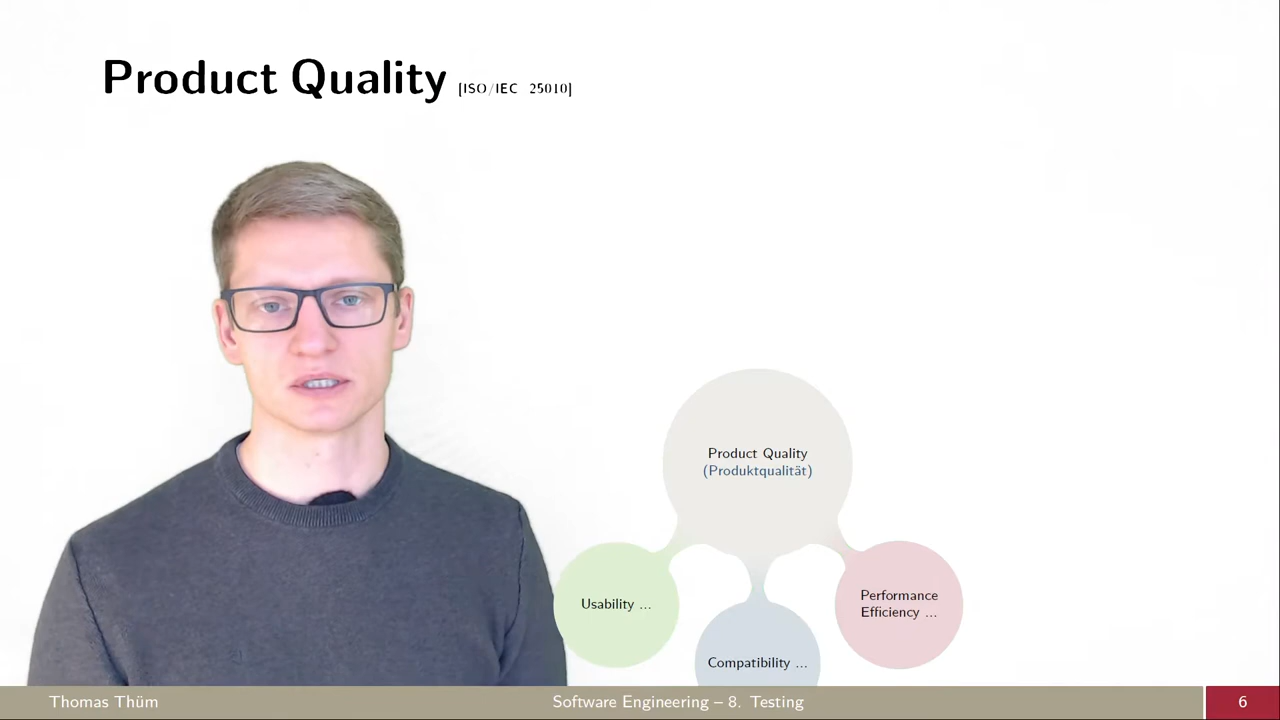 Product Quality [ISO/IEC 25010]
Product Quality
(Produktqualität)
Usability ...
Performance
Efficiency ...
Compatibility ...
Thomas Thüm
Software Engineering – 8. Testing
6